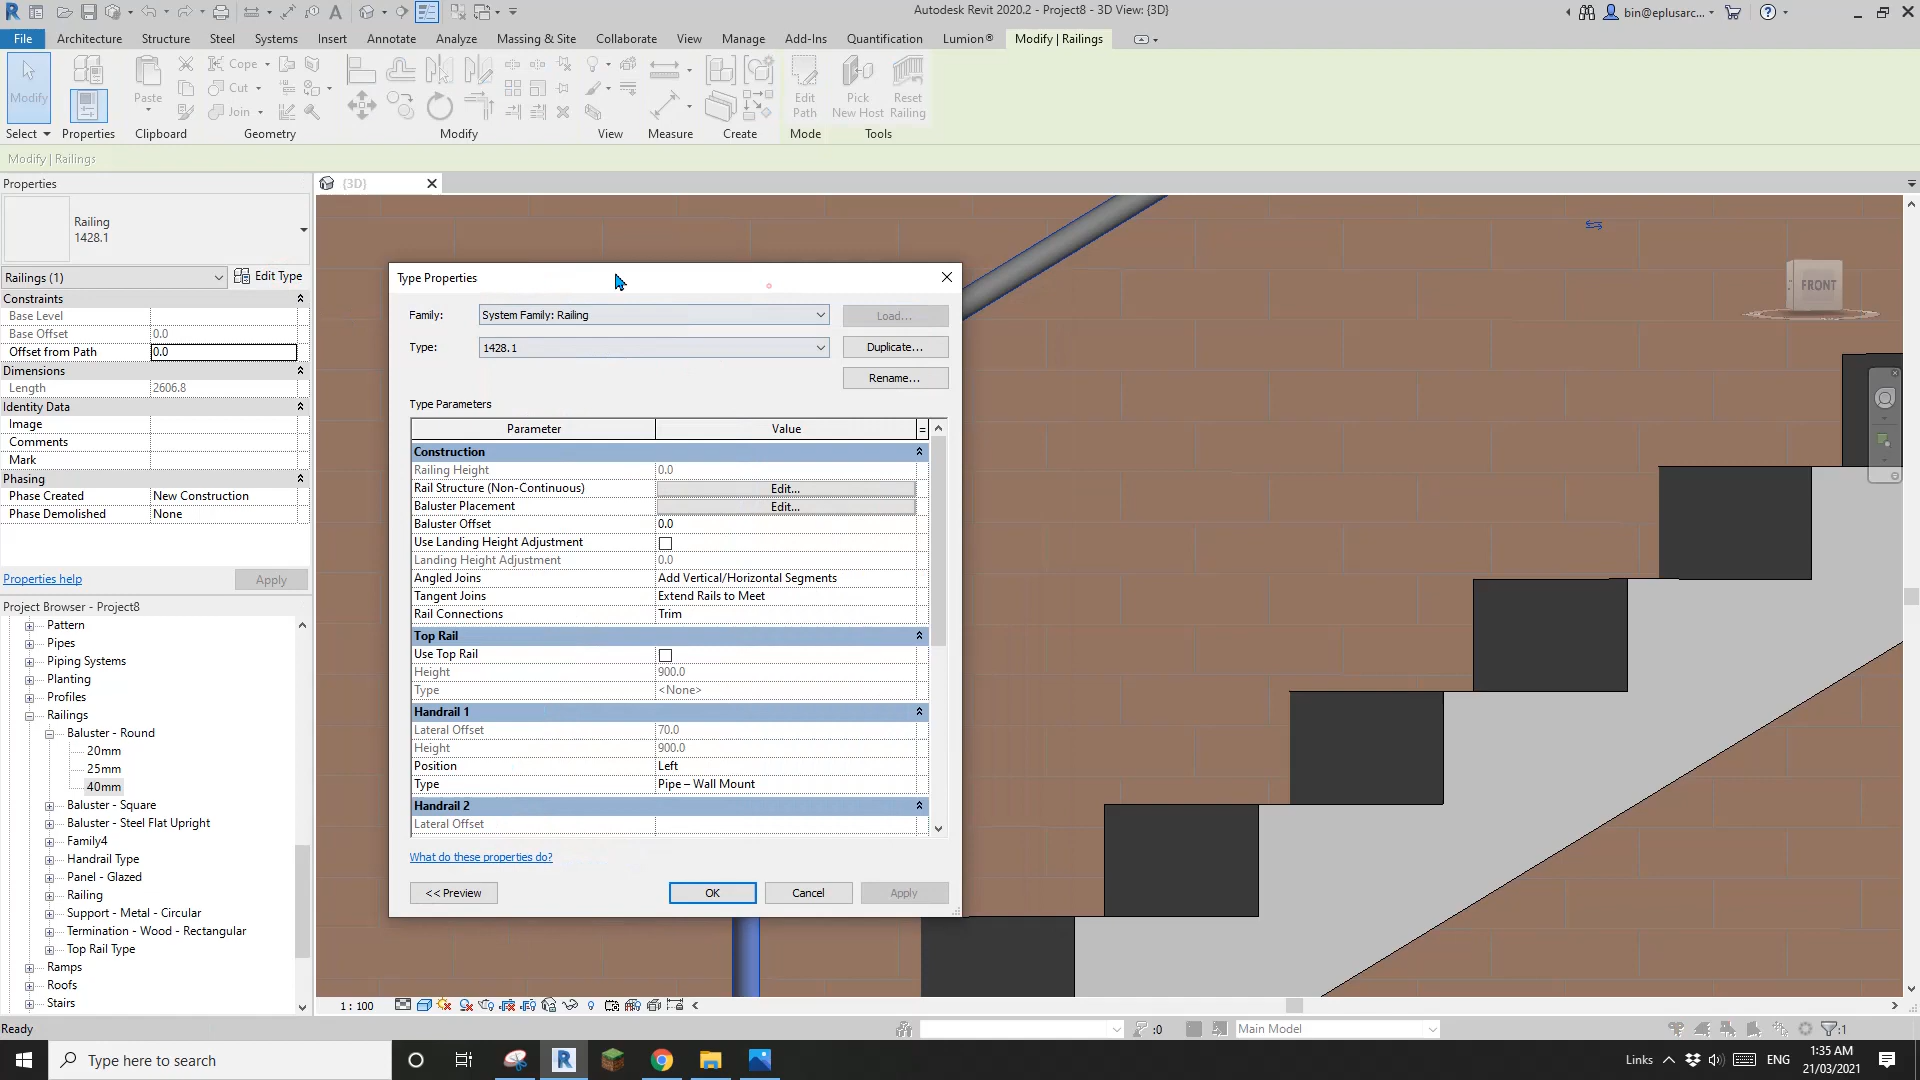 Autodesk Revit 2020.2 - Project8 - 3D View: {3D}
bin@eplusarc...
File Architecture Structure Steel Systems Insert Annotate Analyze Massing & Site Collaborate View Manage Add-Ins Quantification Lumion® Modify | Railings
Modify
Paste
Cope
Cut
Join
Edit Path
Pick New Host
Reset Railing
Select Properties Clipboard Geometry Modify View Measure Create Mode Tools
Modify | Railings
Properties
{3D}
Railing
1428.1
Railings (1) Edit Type
Constraints
Base Level
Base Offset 0.0
Offset from Path 0.0
Dimensions
Length 2606.8
Identity Data
Image
Comments
Mark
Phasing
Phase Created New Construction
Phase Demolished None
Properties help Apply
Project Browser - Project8
Pattern
Pipes
Piping Systems
Planting
Profiles
Railings
Baluster - Round
20mm
25mm
40mm
Baluster - Square
Baluster - Steel Flat Upright
Family4
Handrail Type
Panel - Glazed
Railing
Support - Metal - Circular
Termination - Wood - Rectangular
Top Rail Type
Ramps
Roofs
Stairs
Type Properties
Family: System Family: Railing Load...
Type: 1428.1 Duplicate...
Rename...
Type Parameters
Parameter Value =
Construction
Railing Height 0.0
Rail Structure (Non-Continuous) Edit...
Baluster Placement Edit...
Baluster Offset 0.0
Use Landing Height Adjustment
Landing Height Adjustment 0.0
Angled Joins Add Vertical/Horizontal Segments
Tangent Joins Extend Rails to Meet
Rail Connections Trim
Top Rail
Use Top Rail
Height 900.0
Type <None>
Handrail 1
Lateral Offset 70.0
Height 900.0
Position Left
Type Pipe – Wall Mount
Handrail 2
Lateral Offset
What do these properties do?
<< Preview OK Cancel Apply
FRONT
1 : 100
Ready :0 Main Model :1
Type here to search
Links ENG 1:35 AM
21/03/2021